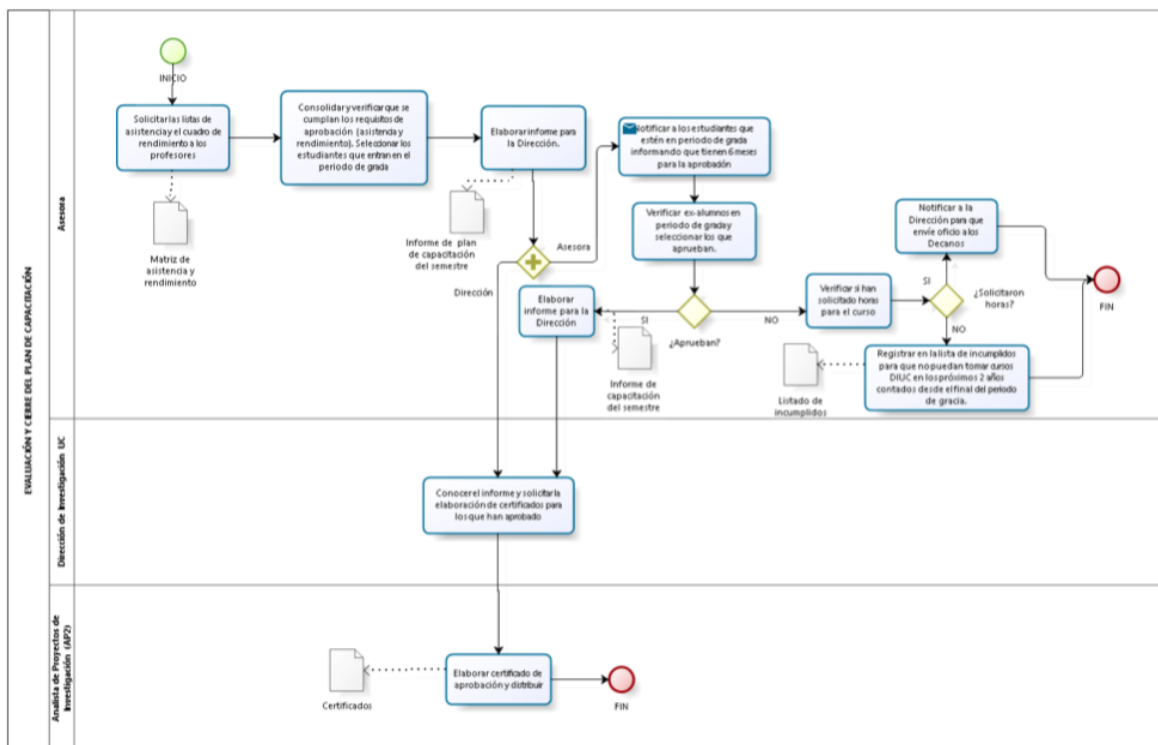 EVALUACIÓN Y CIERRE DEL PLAN DE CAPACITACIÓN
Asesora
INICIO
Solicitar las listas de
asistencia y el cuadro de
rendimiento a los
profesores
Matriz de
asistencia y
rendimiento
Consolidar y verificar que se
cumplan los requisitos de
aprobación (asistencia y
rendimiento). Seleccionar los
estudiantes que entran en el
periodo de grada
Elaborar informe para
la Dirección.
Informe de plan
de capacitación
del semestre
Asesora
Dirección
Notificar a los estudiantes que
estén en periodo de grada
informando que tienen 6 meses
para la aprobación
Verificar ex-alumnos en
periodo de grada y
seleccionar los que
aprueban.
¿Aprueban?
SI
NO
Elaborar
informe para la
Dirección
Informe de
capacitación
del semestre
Verificar si han
solicitado horas
para el curso
¿Solicitaron
horas?
SI
NO
Notificar a la
Dirección para que
envíe oficio a los
Decanos
Registrar en la lista de incumplidos
para que no puedan tomar cursos
DIUC en los próximos 2 años
contados desde el final del periodo
de gracia.
Listado de
incumplidos
FIN
Dirección de Investigación UC
Conocer el informe y solicitar la
elaboración de certificados para
los que han aprobado
Analista de Proyectos de
Investigación (AP2)
Elaborar certificado de
aprobación y distribuir
Certificados
FIN